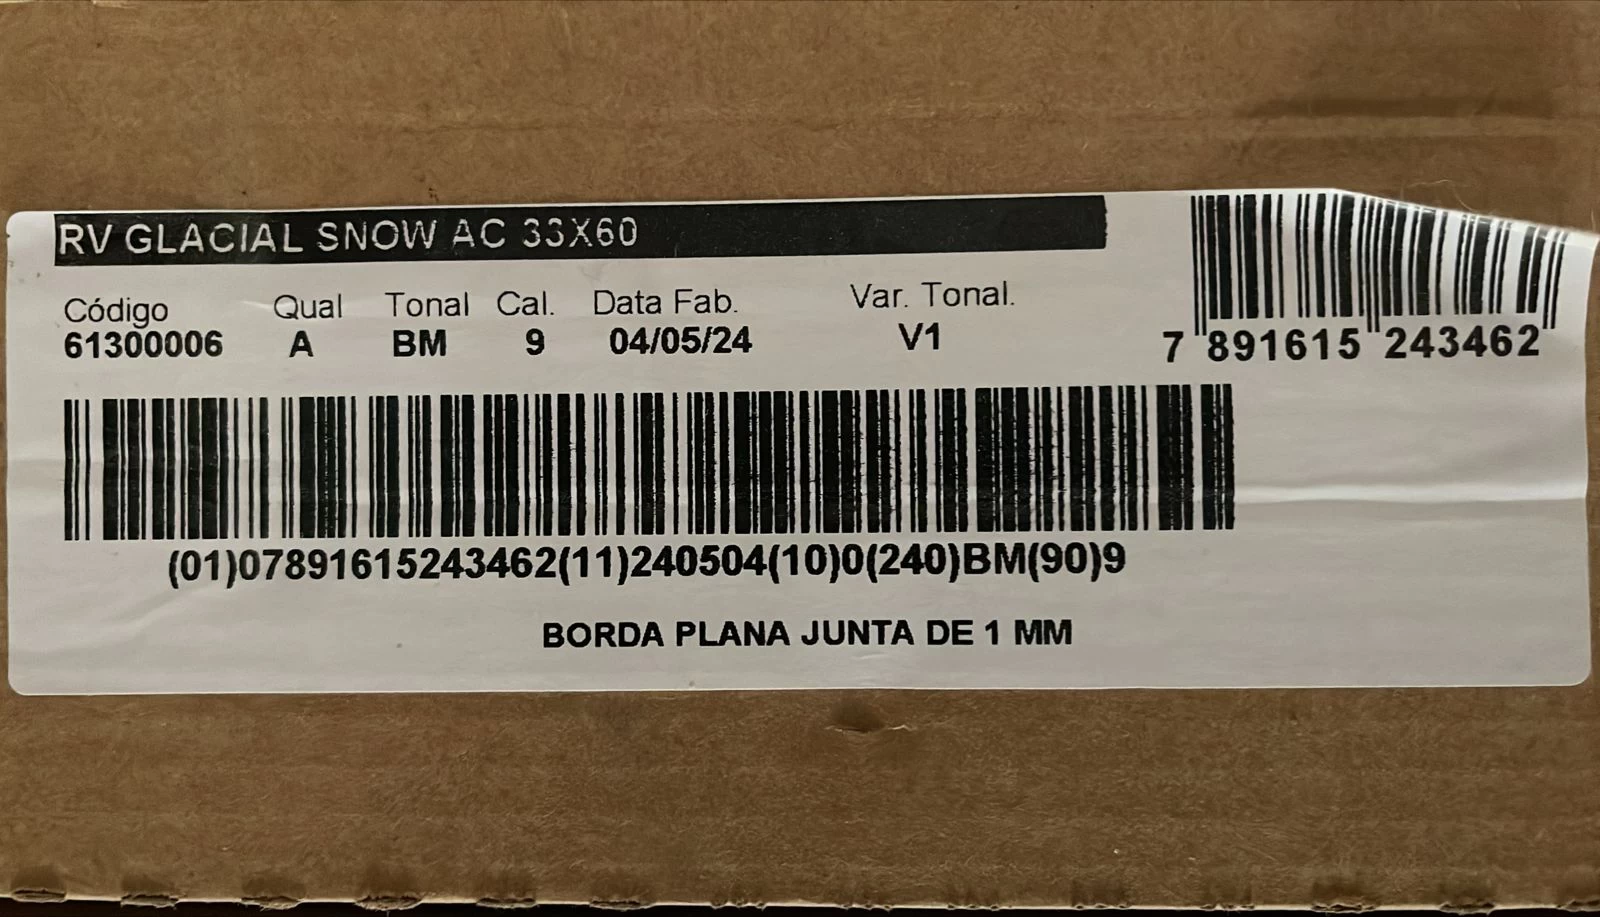 RV GLACIAL SNOW AC 33X60
Código Qual Tonal Cal. Data Fab. Var. Tonal.
61300006 A BM 9 04/05/24 V1
7 891615 243462
(01)07891615243462(11)240504(10)0(240)BM(90)9
BORDA PLANA JUNTA DE 1 MM